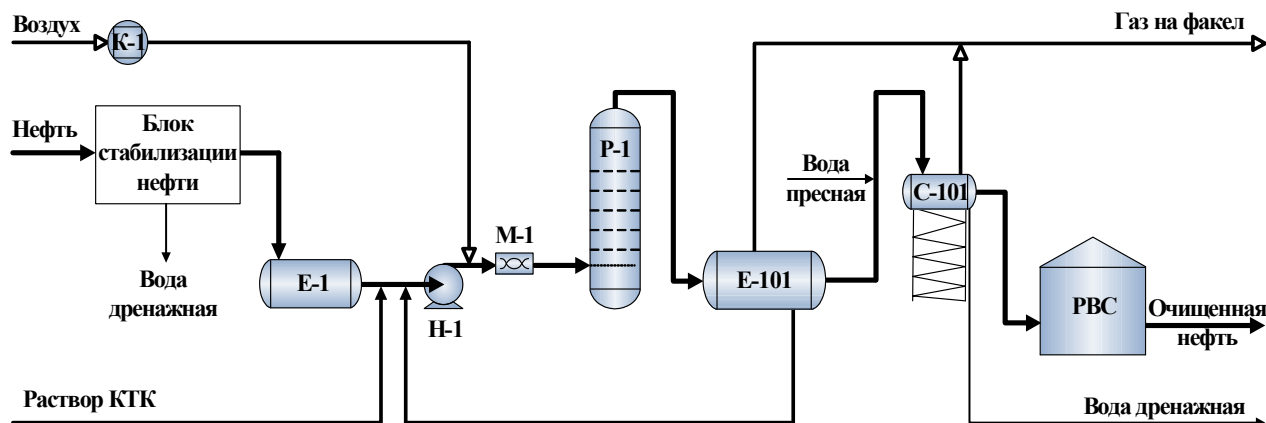 Воздух
К-1
Газ на факел
Нефть
Блок
стабилизации
нефти
Р-1
Вода
пресная
С-101
М-1
Вода
дренажная
Е-1
Н-1
Е-101
РВС
Очищенная
нефть
Раствор КТК
Вода дренажная